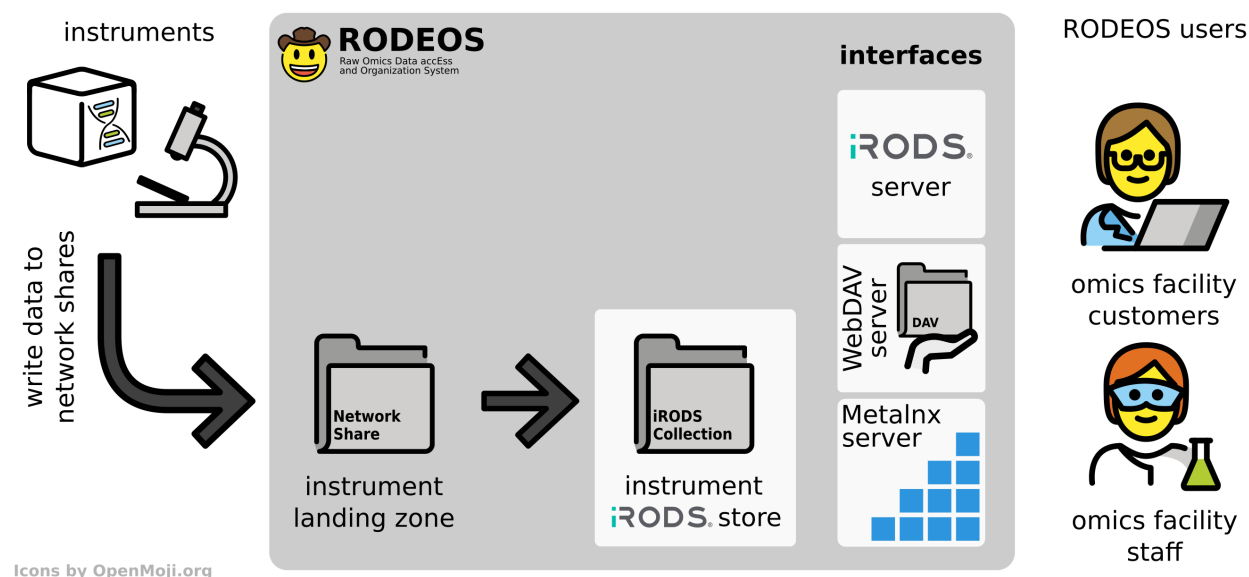 instruments
write data to
network shares
RODEOS
Raw Omics Data accEss
and Organization System
Network
Share
instrument
landing zone
iRODS
Collection
instrument
iRODS® store
interfaces
iRODS®
server
WebDAV
server
DAV
Metalnx
server
RODEOS users
omics facility
customers
omics facility
staff
Icons by OpenMoji.org